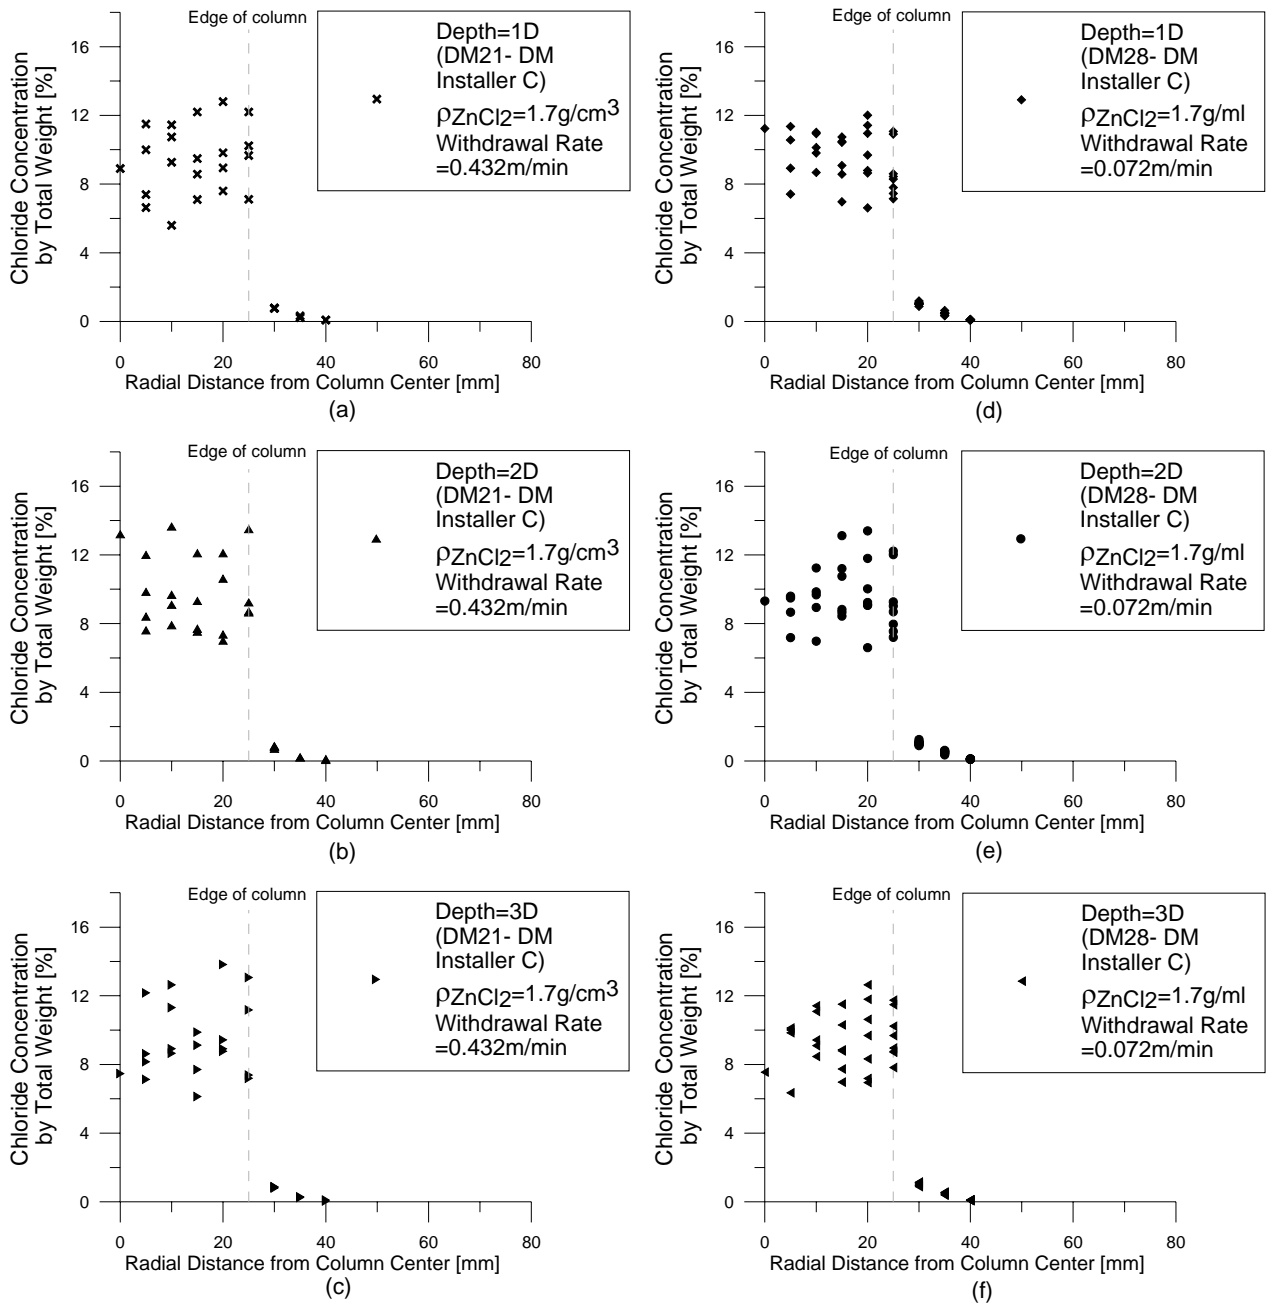 Edge of column
16
12
8
4
0
Chloride Concentration
by Total Weight [%]
Depth=1D
(DM21- DM
Installer C)
ρZnCl2=1.7g/cm3
Withdrawal Rate
=0.432m/min
0 20 40 60 80
Radial Distance from Column Center [mm]
(a)
Edge of column
16
12
8
4
0
Chloride Concentration
by Total Weight [%]
Depth=1D
(DM28- DM
Installer C)
ρZnCl2=1.7g/ml
Withdrawal Rate
=0.072m/min
0 20 40 60 80
Radial Distance from Column Center [mm]
(d)
Edge of column
16
12
8
4
0
Chloride Concentration
by Total Weight [%]
Depth=2D
(DM21- DM
Installer C)
ρZnCl2=1.7g/cm3
Withdrawal Rate
=0.432m/min
0 20 40 60 80
Radial Distance from Column Center [mm]
(b)
Edge of column
16
12
8
4
0
Chloride Concentration
by Total Weight [%]
Depth=2D
(DM28- DM
Installer C)
ρZnCl2=1.7g/ml
Withdrawal Rate
=0.072m/min
0 20 40 60 80
Radial Distance from Column Center [mm]
(e)
Edge of column
16
12
8
4
0
Chloride Concentration
by Total Weight [%]
Depth=3D
(DM21- DM
Installer C)
ρZnCl2=1.7g/cm3
Withdrawal Rate
=0.432m/min
0 20 40 60 80
Radial Distance from Column Center [mm]
(c)
Edge of column
16
12
8
4
0
Chloride Concentration
by Total Weight [%]
Depth=3D
(DM28- DM
Installer C)
ρZnCl2=1.7g/ml
Withdrawal Rate
=0.072m/min
0 20 40 60 80
Radial Distance from Column Center [mm]
(f)